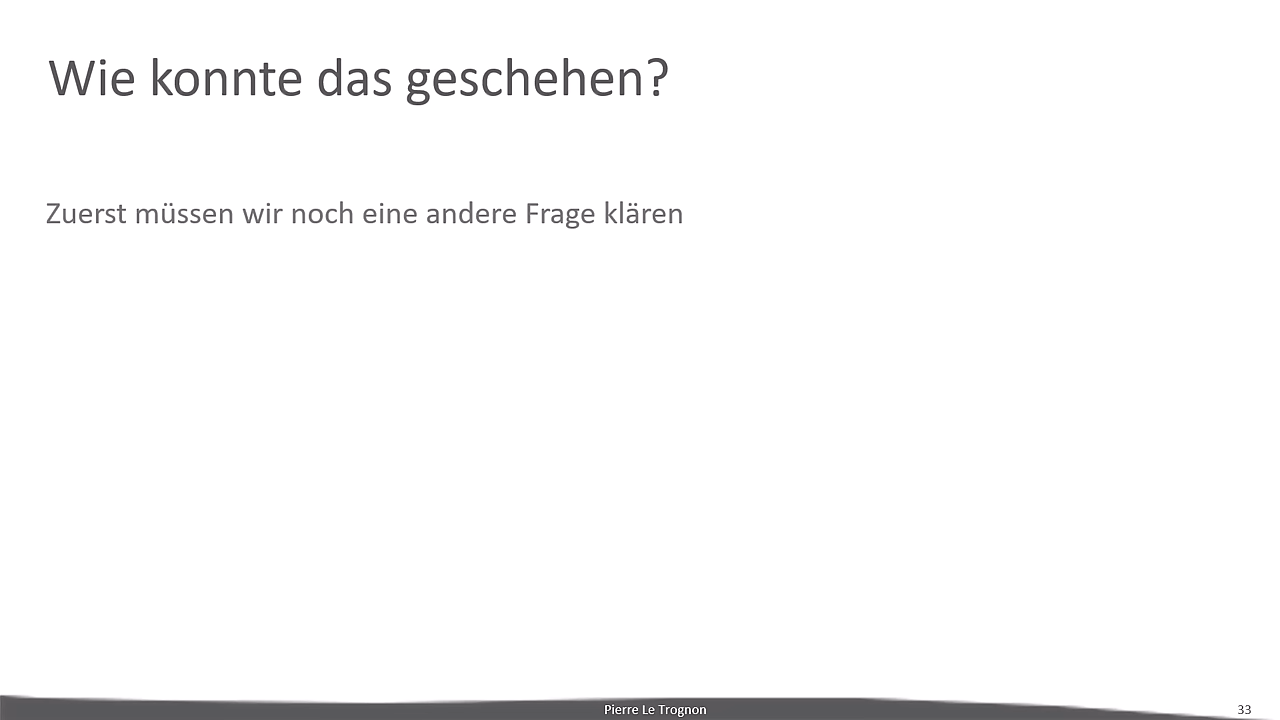 Wie konnte das geschehen?
Zuerst müssen wir noch eine andere Frage klären
Pierre Le Trognon
33